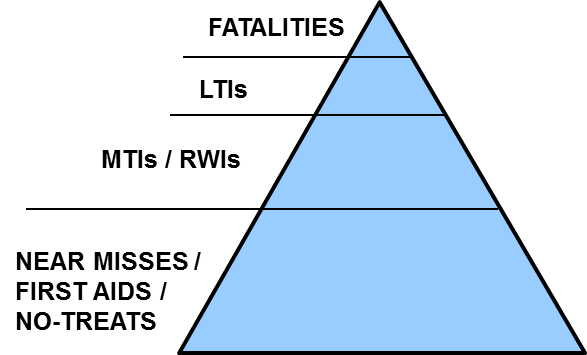 FATALITIES
LTIs
MTIs / RWIs
NEAR MISSES /
FIRST AIDS /
NO-TREATS